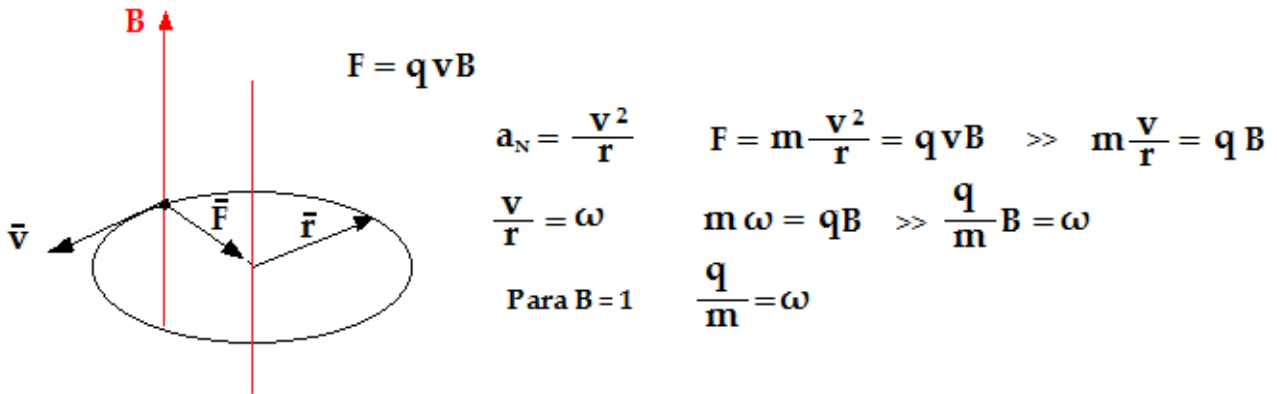 B
F = q v B
a_N = v² / r    F = m v² / r = q v B  >>  m v / r = q B
v̄  F̄  r̄
v / r = ω    m ω = qB  >>  q / m B = ω
Para B = 1    q / m = ω